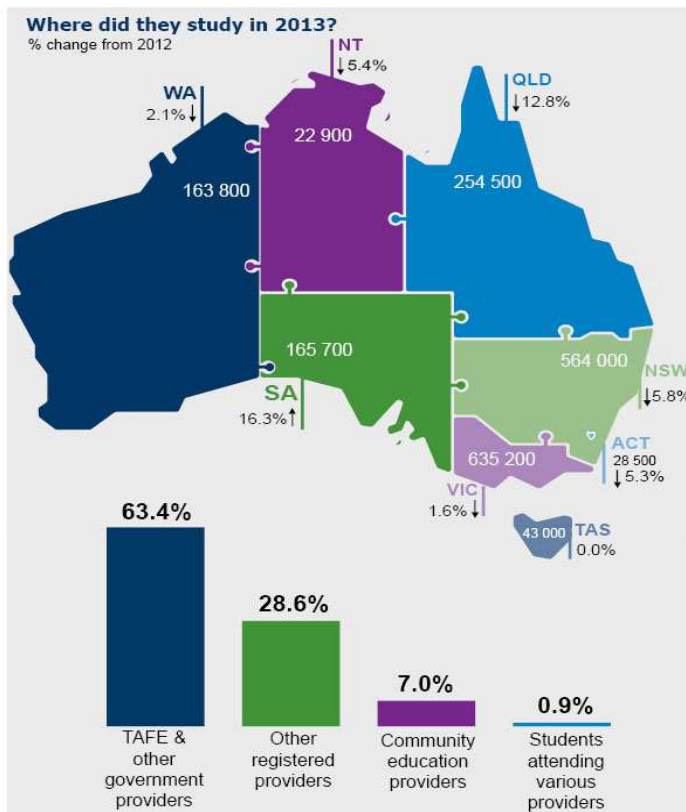 Where did they study in 2013?
% change from 2012
NT
↓5.4%
WA
2.1%↓
QLD
↓12.8%
22 900
163 800
254 500
165 700
564 000
NSW
↓5.8%
SA
16.3%↑
ACT
28 500
↓5.3%
635 200
VIC
1.6%↓
43 000
TAS
0.0%
63.4%
28.6%
7.0%
0.9%
TAFE &
other
government
providers
Other
registered
providers
Community
education
providers
Students
attending
various
providers